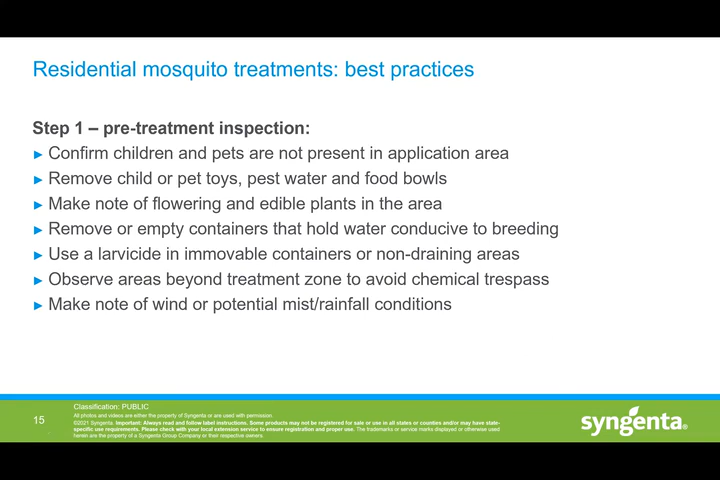 Residential mosquito treatments: best practices
Step 1 – pre-treatment inspection:
► Confirm children and pets are not present in application area
► Remove child or pet toys, pest water and food bowls
► Make note of flowering and edible plants in the area
► Remove or empty containers that hold water conducive to breeding
► Use a larvicide in immovable containers or non-draining areas
► Observe areas beyond treatment zone to avoid chemical trespass
► Make note of wind or potential mist/rainfall conditions
15
Classification: PUBLIC
All photos and videos are either the property of Syngenta or are used with permission.
©2021 Syngenta. Important: Always read and follow label instructions. Some products may not be registered for sale or use in all states or counties and/or may have state-
specific use requirements. Please check with your local extension service to ensure registration and proper use. The trademarks or service marks displayed or otherwise used
herein are the property of a Syngenta Group Company or their respective owners.
syngenta®